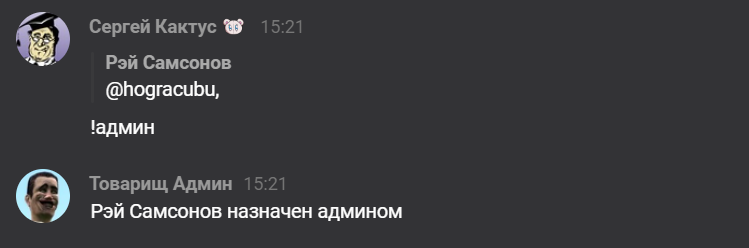 Сергей Кактус 15:21
Рэй Самсонов
@hogracubu,
!админ
Товарищ Админ 15:21
Рэй Самсонов назначен админом